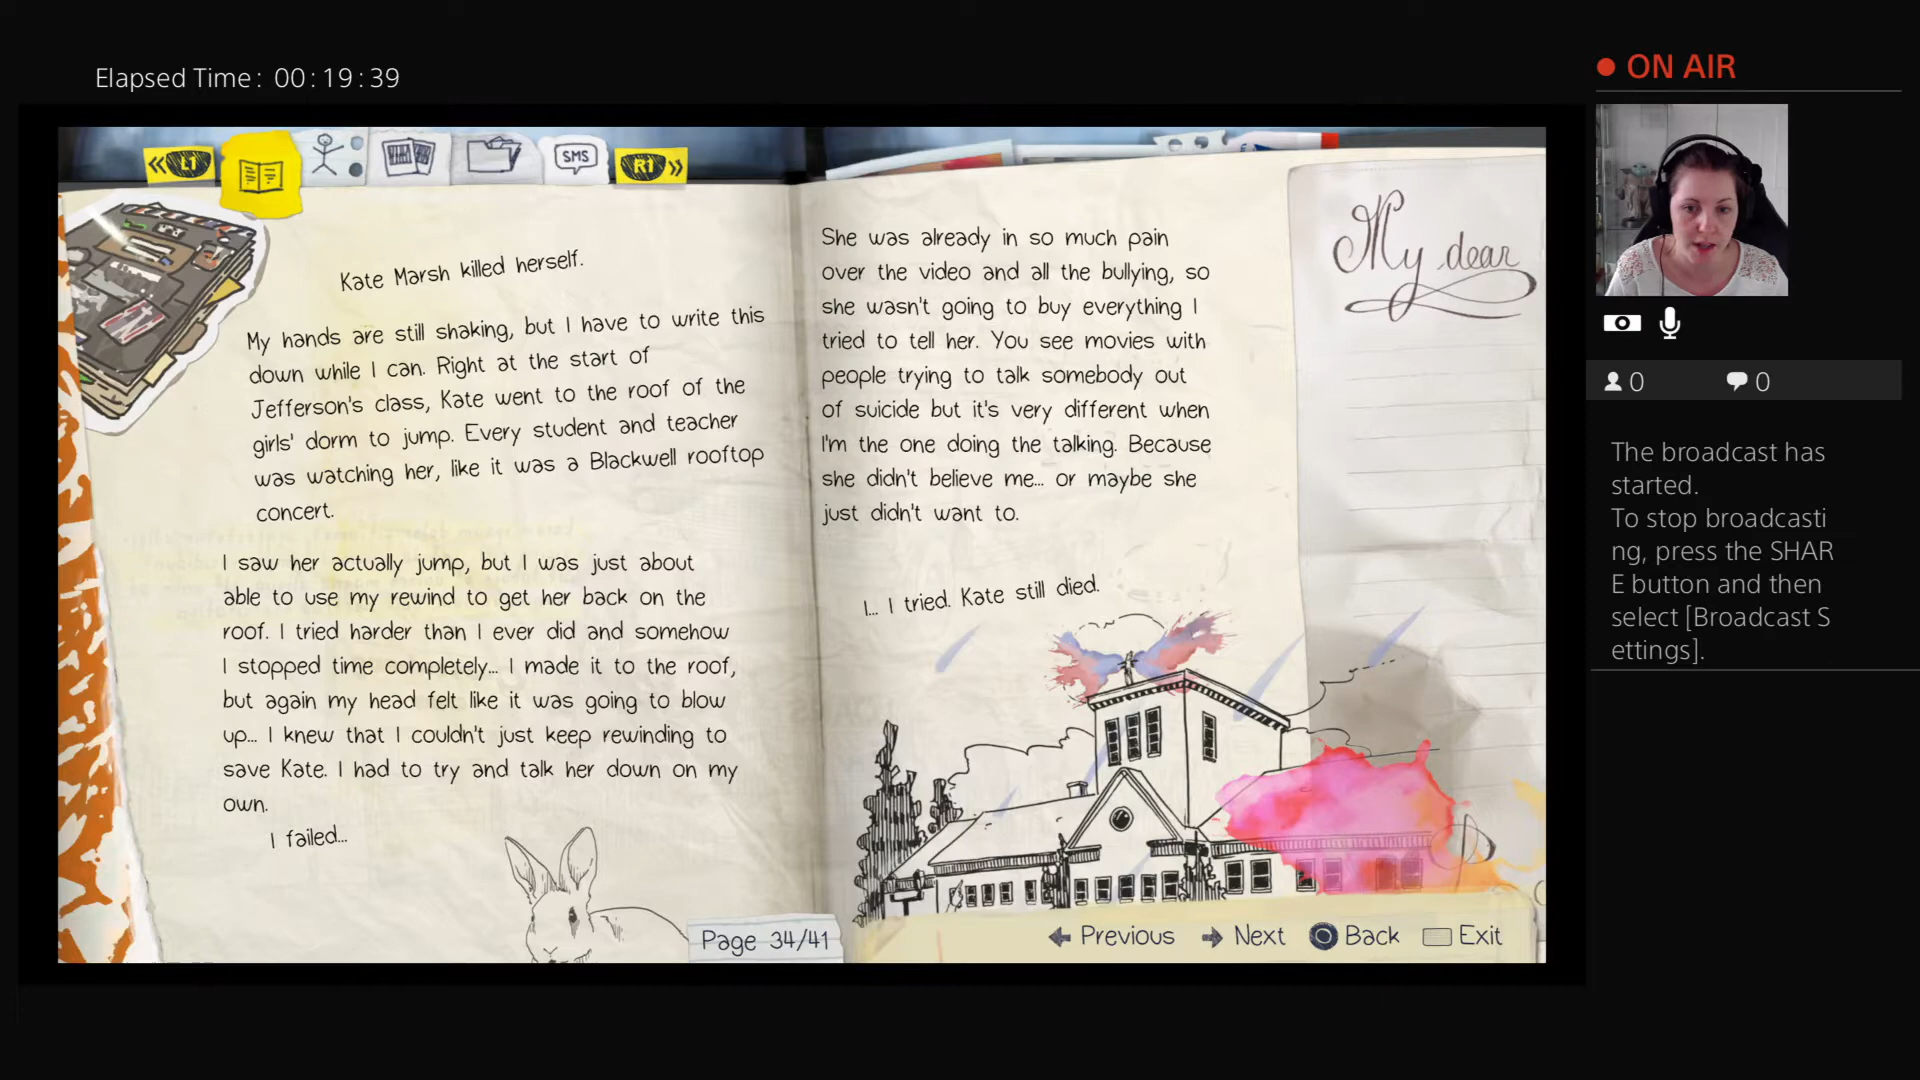 Elapsed Time: 00:19:39
L1
SMS
R1
Kate Marsh killed herself.
My hands are still shaking, but I have to write this
down while I can. Right at the start of
Jefferson's class, Kate went to the roof of the
girls' dorm to jump. Every student and teacher
was watching her, like it was a Blackwell rooftop
concert.
I saw her actually jump, but I was just about
able to use my rewind to get her back on the
roof. I tried harder than I ever did and somehow
I stopped time completely... I made it to the roof,
but again my head felt like it was going to blow
up... I knew that I couldn't just keep rewinding to
save Kate. I had to try and talk her down on my
own.
I failed...
Page 34/41
She was already in so much pain
over the video and all the bullying, so
she wasn't going to buy everything I
tried to tell her. You see movies with
people trying to talk somebody out
of suicide but it's very different when
I'm the one doing the talking. Because
she didn't believe me... or maybe she
just didn't want to.
I... I tried. Kate still died.
My dear
Previous
Next
Back
Exit
ON AIR
0
0
The broadcast has
started.
To stop broadcasti
ng, press the SHAR
E button and then
select [Broadcast S
ettings].